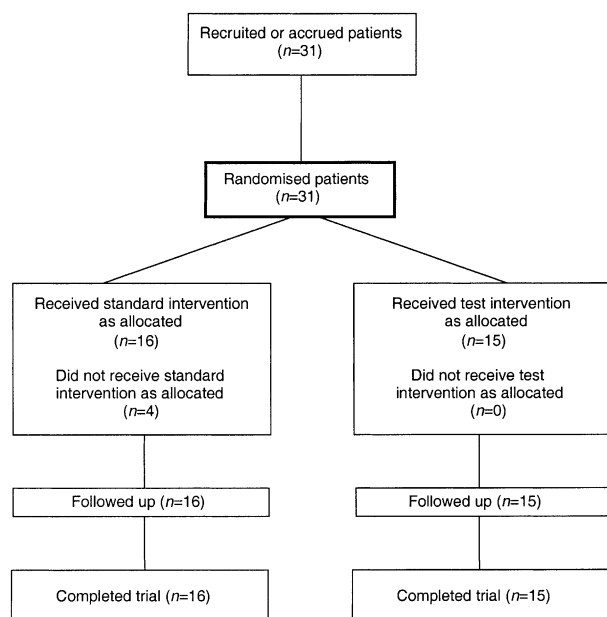 Recruited or accrued patients
(n=31)
Randomised patients
(n=31)
Received standard intervention
as allocated
(n=16)
Did not receive standard
intervention as allocated
(n=4)
Received test intervention
as allocated
(n=15)
Did not receive test
intervention as allocated
(n=0)
Followed up (n=16)
Followed up (n=15)
Completed trial (n=16)
Completed trial (n=15)